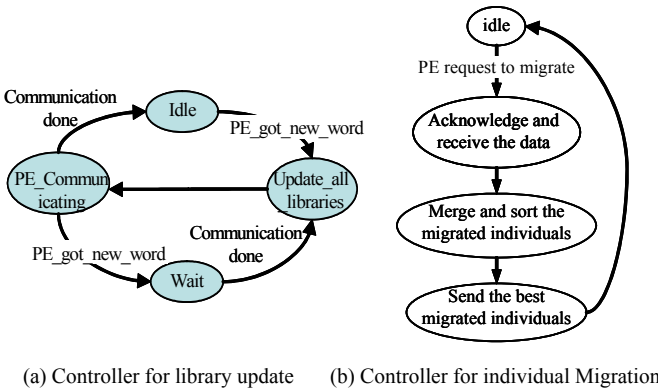 Communication
done
Idle
PE_got_new_word
PE_Commun
icating
Update_all
_libraries
PE_got_new_word
Communication
done
Wait
(a) Controller for library update
idle
PE request to migrate
Acknowledge and
receive the data
Merge and sort the
migrated individuals
Send the best
migrated individuals
(b) Controller for individual Migration